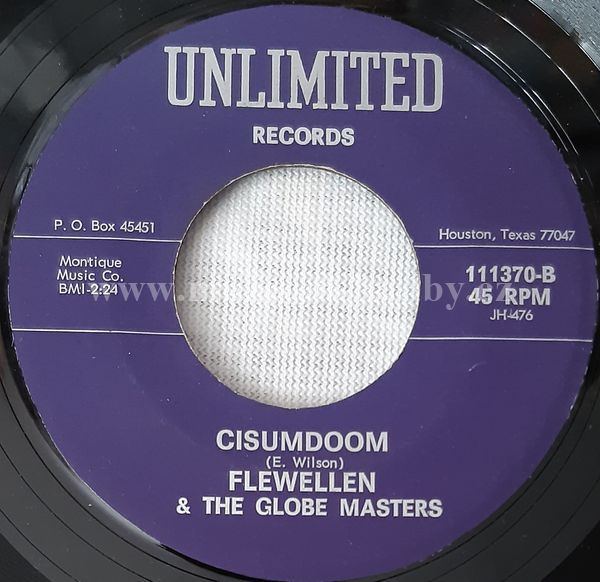 UNLIMITED
RECORDS
P. O. Box 45451
Houston, Texas 77047
Montique
Music Co.
BMI-2:24
111370-B
45 RPM
JH-476
CISUMDOOM
(E. Wilson)
FLEWELLEN
& THE GLOBE MASTERS